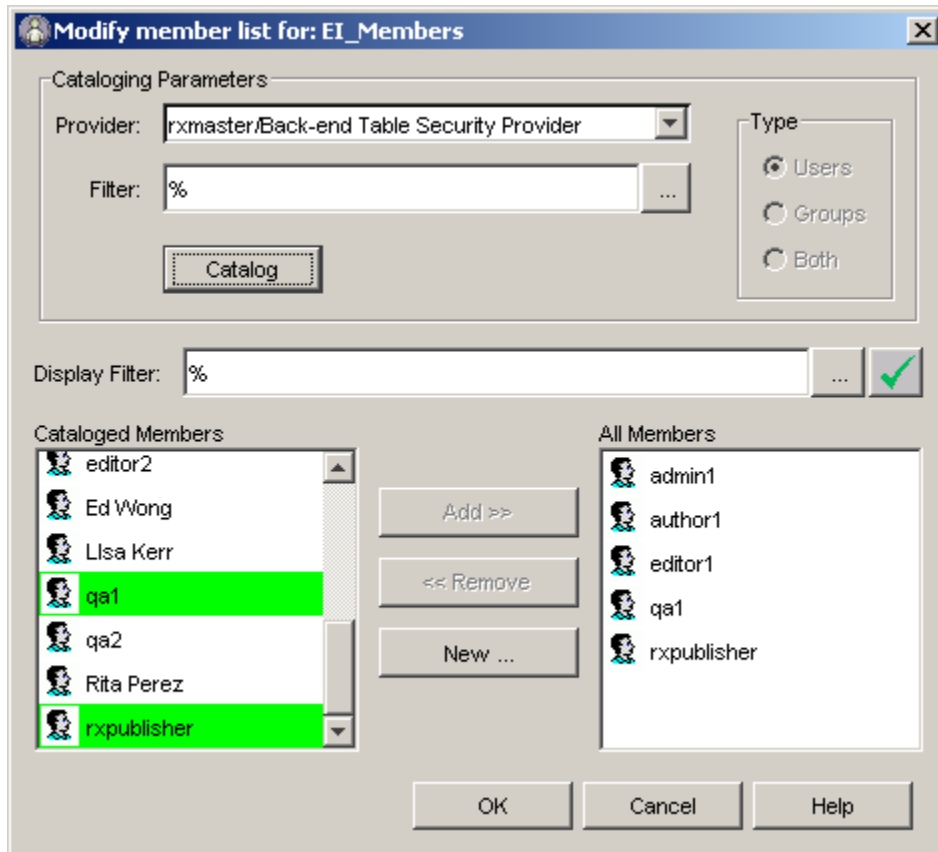 Modify member list for: EI_Members
Cataloging Parameters
Provider: rxmaster/Back-end Table Security Provider
Type
Users
Filter: % ...
Groups
Both
Catalog
Display Filter: % ...
Cataloged Members
All Members
editor2
Ed Wong
LIsa Kerr
qa1
qa2
Rita Perez
rxpublisher
Add >>
<< Remove
New ...
admin1
author1
editor1
qa1
rxpublisher
OK Cancel Help